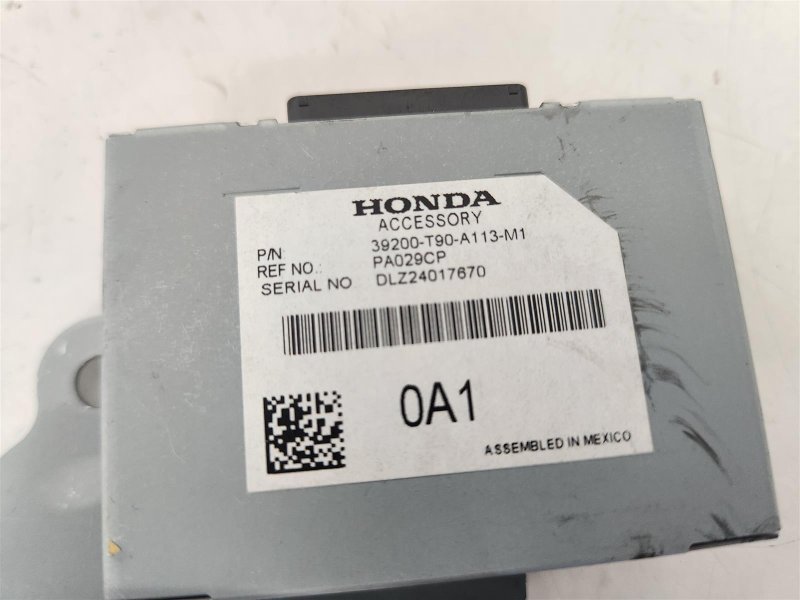 HONDA
ACCESSORY
P/N 39200-T90-A113-M1
REF NO.: PA029CP
SERIAL NO DLZ24017670
0A1
ASSEMBLED IN MEXICO